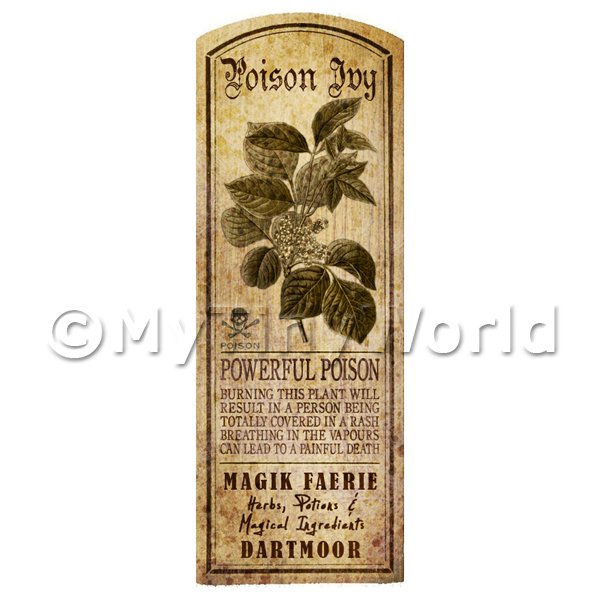 Poison Ivy
©MyTinyWorld
POISON
POWERFUL POISON
BURNING THIS PLANT WILL
RESULT IN A PERSON BEING
TOTALLY COVERED IN A RASH
BREATHING IN THE VAPOURS
CAN LEAD TO A PAINFUL DEATH
MAGIK FAERIE
Herbs, Potions &
Magical Ingredients
DARTMOOR